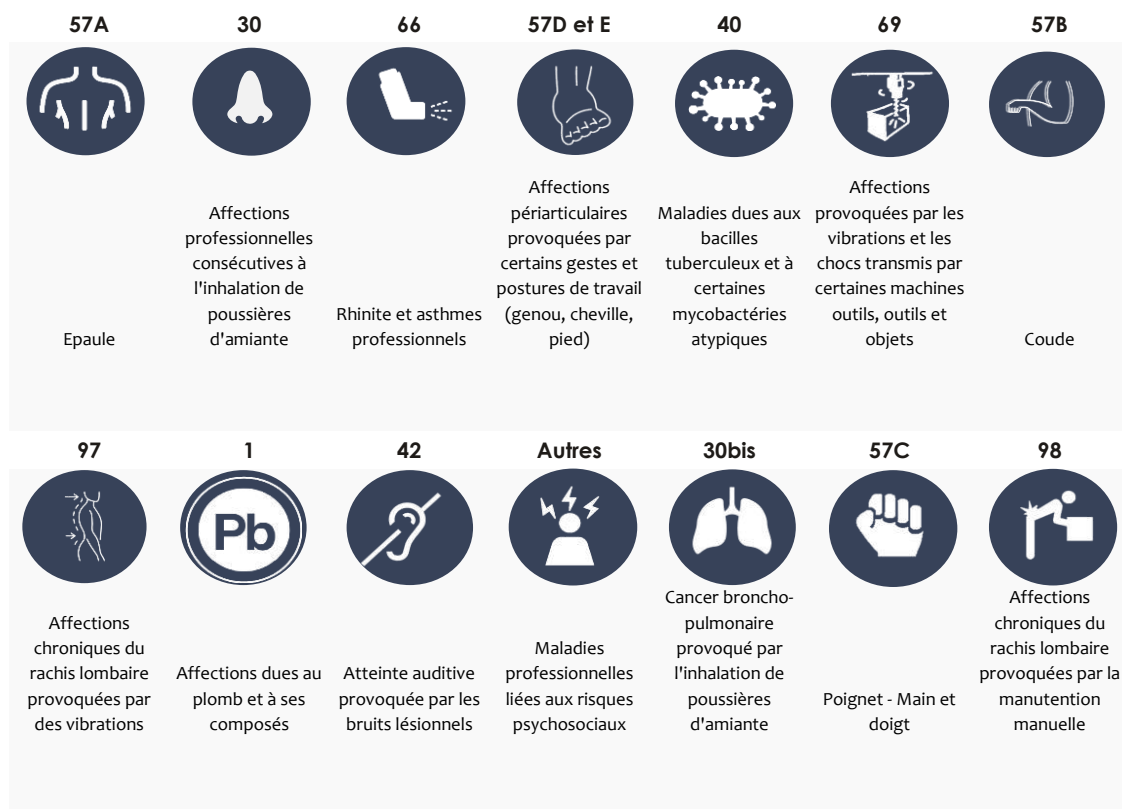 57A
30
66
57D et E
40
69
57B
Epaule
Affections
professionnelles
consécutives à
l'inhalation de
poussières
d'amiante
Rhinite et asthmes
professionnels
Affections
périarticulaires
provoquées par
certains gestes et
postures de travail
(genou, cheville,
pied)
Maladies dues aux
bacilles
tuberculeux et à
certaines
mycobactéries
atypiques
Affections
provoquées par les
vibrations et les
chocs transmis par
certaines machines
outils, outils et
objets
Coude
97
1
42
Autres
30bis
57C
98
Pb
Affections
chroniques du
rachis lombaire
provoquées par
des vibrations
Affections dues au
plomb et à ses
composés
Atteinte auditive
provoquée par les
bruits lésionnels
Maladies
professionnelles
liées aux risques
psychosociaux
Cancer broncho-
pulmonaire
provoqué par
l'inhalation de
poussières
d'amiante
Poignet - Main et
doigt
Affections
chroniques du
rachis lombaire
provoquées par la
manutention
manuelle